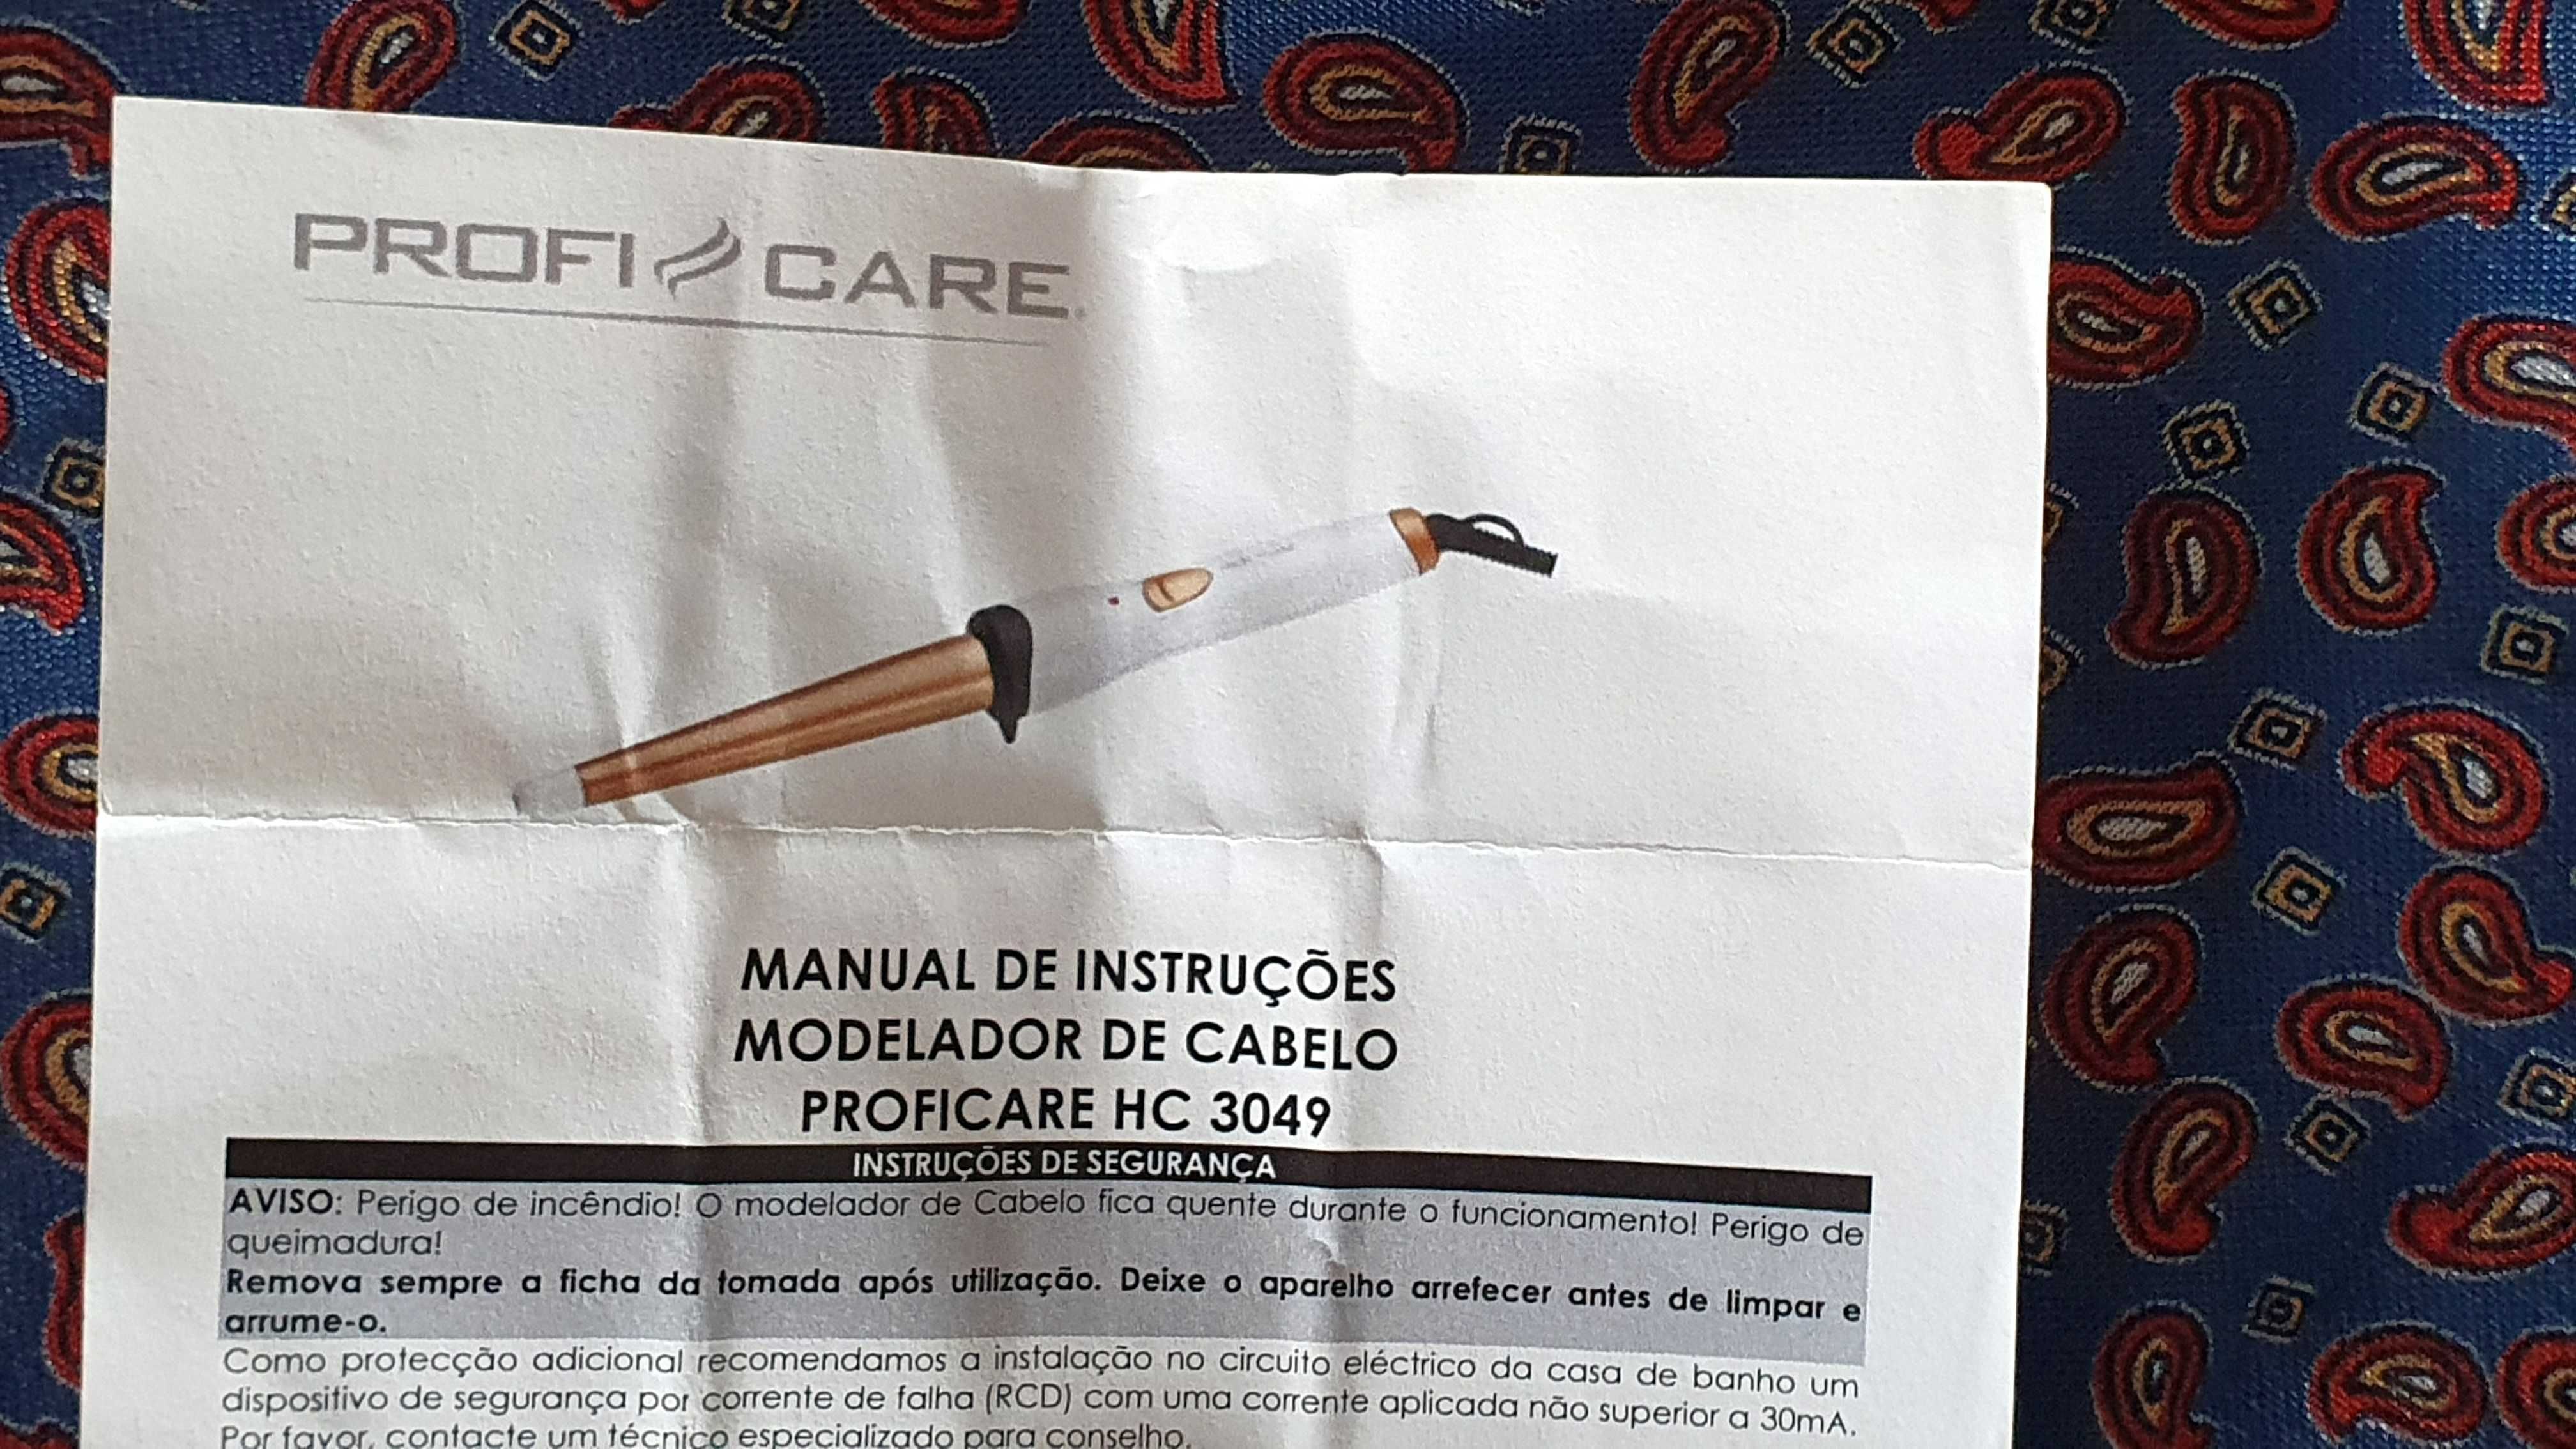 PROFI CARE
MANUAL DE INSTRUÇÕES
MODELADOR DE CABELO
PROFICARE HC 3049
INSTRUÇÕES DE SEGURANÇA
AVISO: Perigo de incêndio! O modelador de Cabelo fica quente durante o funcionamento! Perigo de
queimadura!
Remova sempre a ficha da tomada após utilização. Deixe o aparelho arrefecer antes de limpar e
arrume-o.
Como protecção adicional recomendamos a instalação no circuito eléctrico da casa de banho um
dispositivo de segurança por corrente de falha (RCD) com uma corrente aplicada não superior a 30mA.
Por favor, contacte um técnico especializado para conselho.